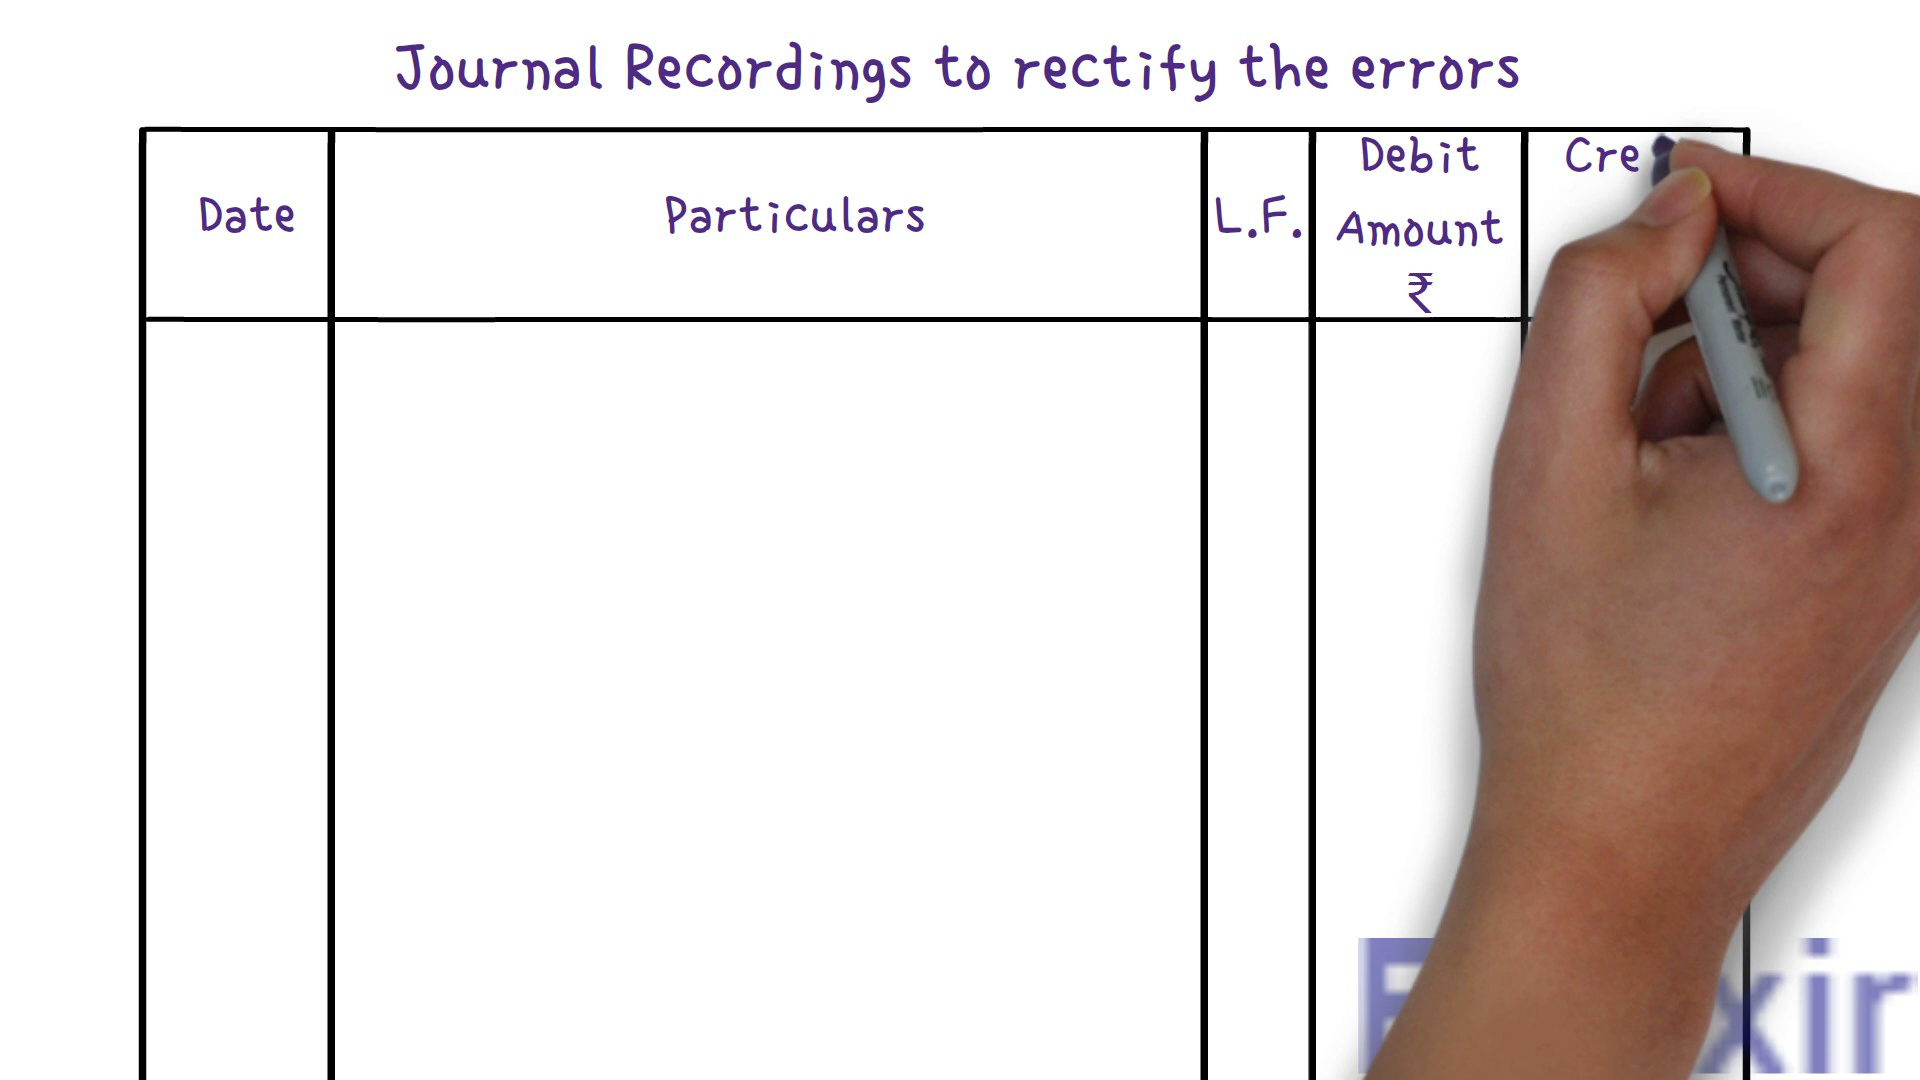 Journal Recordings to rectify the errors
Date
Particulars
L.F.
Debit
Amount
₹
Cre